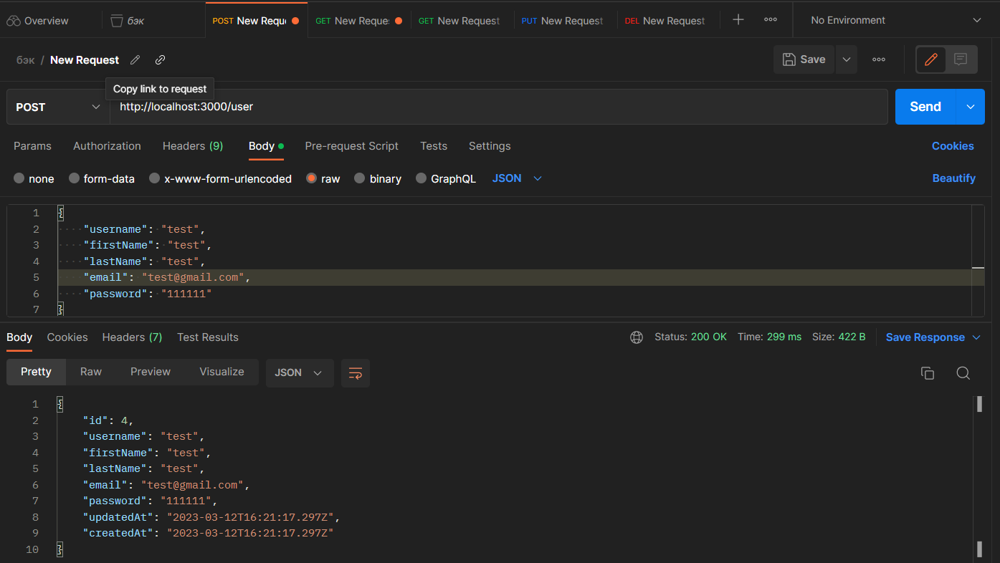 Overview бэк POST New Reque GET New Reques GET New Request PUT New Request DEL New Request No Environment
бэк / New Request Save
Copy link to request
POST http://localhost:3000/user Send
Params Authorization Headers (9) Body Pre-request Script Tests Settings Cookies
none form-data x-www-form-urlencoded raw binary GraphQL JSON Beautify
1 {
2 "username": "test",
3 "firstName": "test",
4 "lastName": "test",
5 "email": "test@gmail.com",
6 "password": "111111"
7 }
Body Cookies Headers (7) Test Results Status: 200 OK Time: 299 ms Size: 422 B Save Response
Pretty Raw Preview Visualize JSON
1 {
2 "id": 4,
3 "username": "test",
4 "firstName": "test",
5 "lastName": "test",
6 "email": "test@gmail.com",
7 "password": "111111",
8 "updatedAt": "2023-03-12T16:21:17.297Z",
9 "createdAt": "2023-03-12T16:21:17.297Z"
10 }